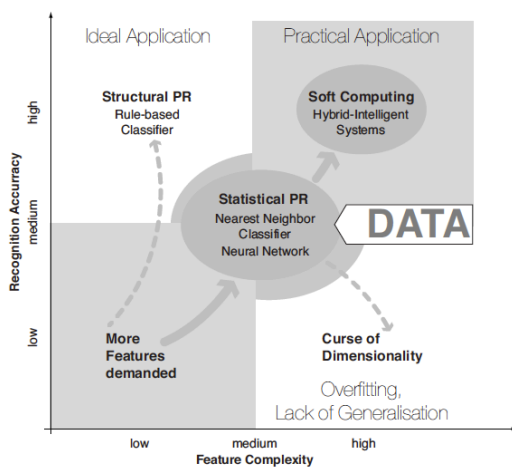 Ideal Application
Practical Application
Structural PR
Rule-based
Classifier
Soft Computing
Hybrid-Intelligent
Systems
Statistical PR
Nearest Neighbor
Classifier
Neural Network
DATA
More
Features
demanded
Curse of
Dimensionality
Overfitting,
Lack of Generalisation
Recognition Accurracy
high
medium
low
low
medium
high
Feature Complexity